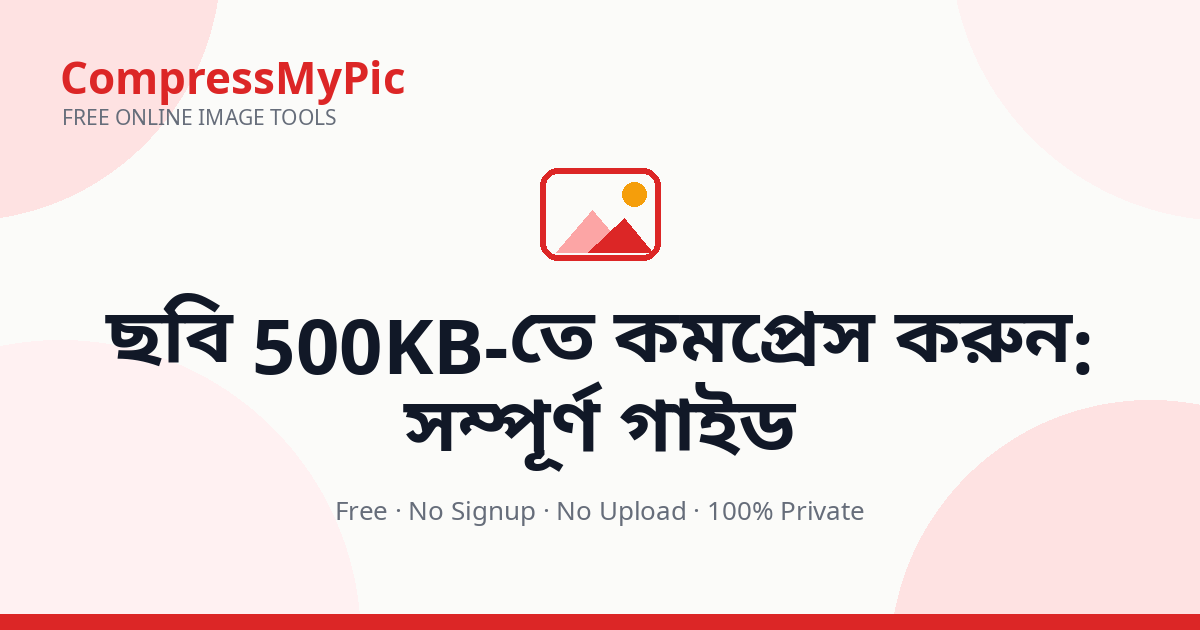 CompressMyPic
FREE ONLINE IMAGE TOOLS
ছবি 500KB-তে কমপ্রেস করুন:
সম্পূর্ণ গাইড
Free · No Signup · No Upload · 100% Private